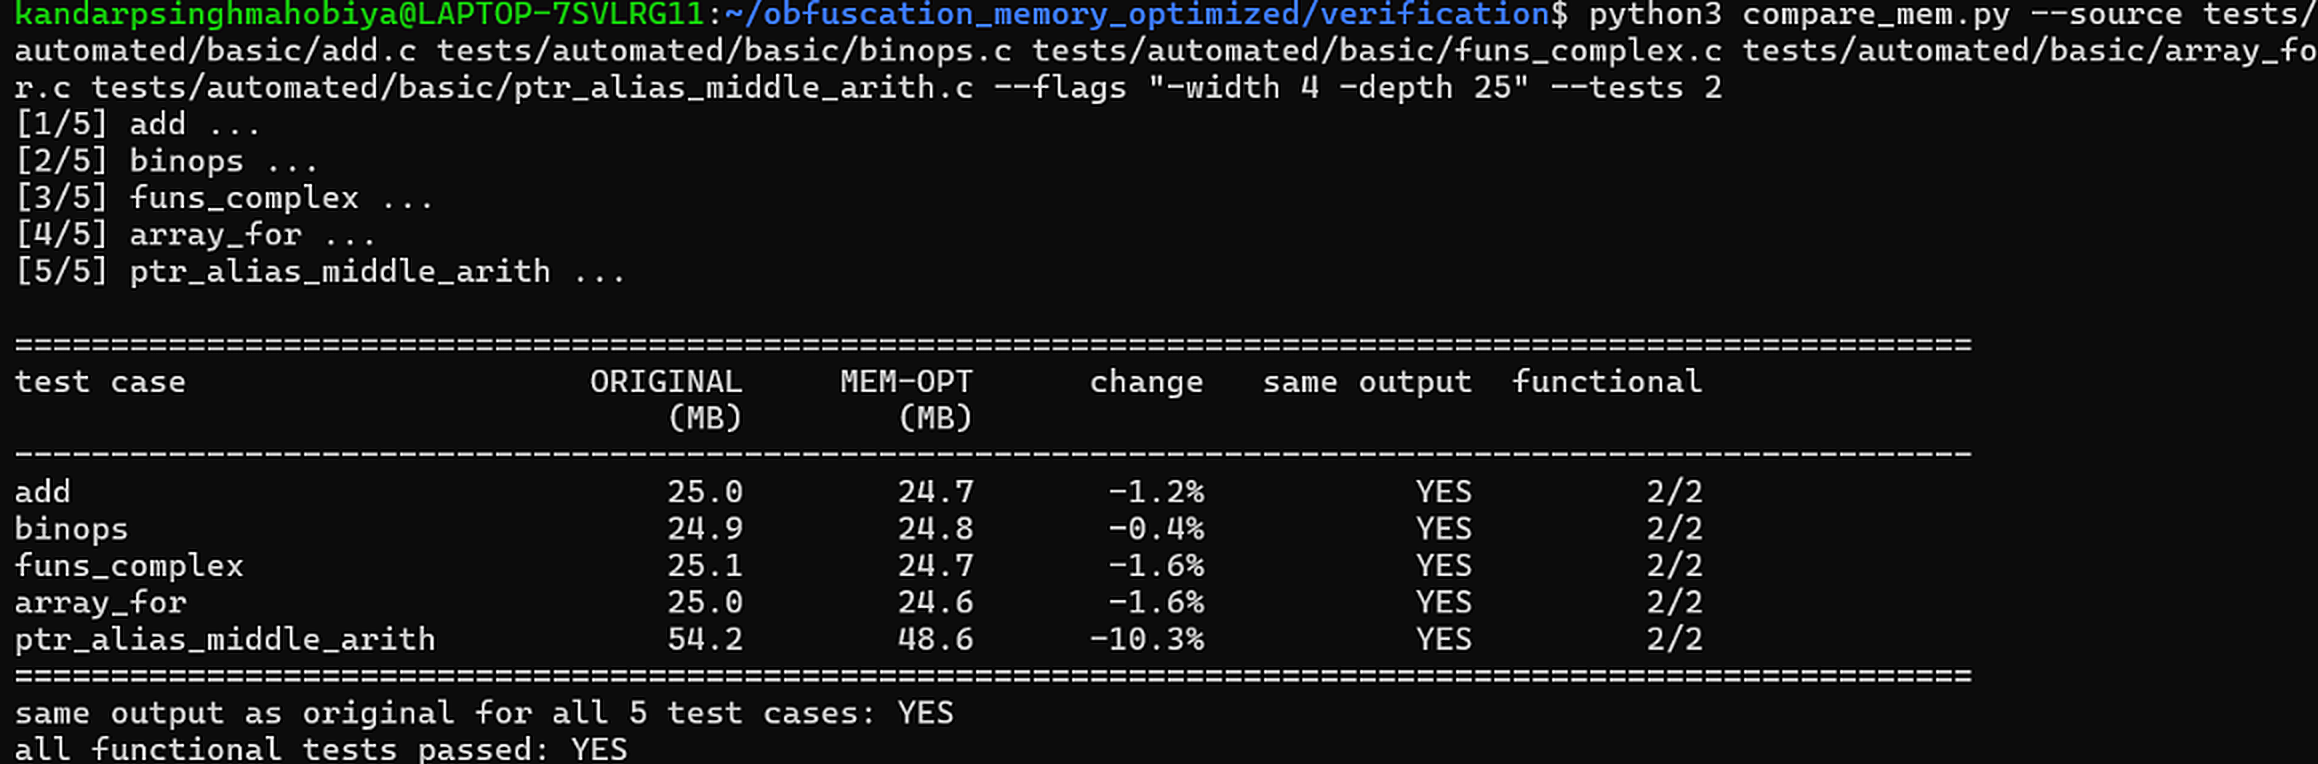 kandarpsinghmahobiya@LAPTOP-7SVLRG11:~/obfuscation_memory_optimized/verification$ python3 compare_mem.py --source tests/
automated/basic/add.c tests/automated/basic/binops.c tests/automated/basic/funs_complex.c tests/automated/basic/array_fo
r.c tests/automated/basic/ptr_alias_middle_arith.c --flags "-width 4 -depth 25" --tests 2
[1/5] add ...
[2/5] binops ...
[3/5] funs_complex ...
[4/5] array_for ...
[5/5] ptr_alias_middle_arith ...
======================================================================================================
test case                     ORIGINAL     MEM-OPT      change   same output  functional
                                  (MB)        (MB)
------------------------------------------------------------------------------------------------------
add                               25.0        24.7       -1.2%           YES         2/2
binops                            24.9        24.8       -0.4%           YES         2/2
funs_complex                      25.1        24.7       -1.6%           YES         2/2
array_for                         25.0        24.6       -1.6%           YES         2/2
ptr_alias_middle_arith            54.2        48.6      -10.3%           YES         2/2
======================================================================================================
same output as original for all 5 test cases: YES
all functional tests passed: YES